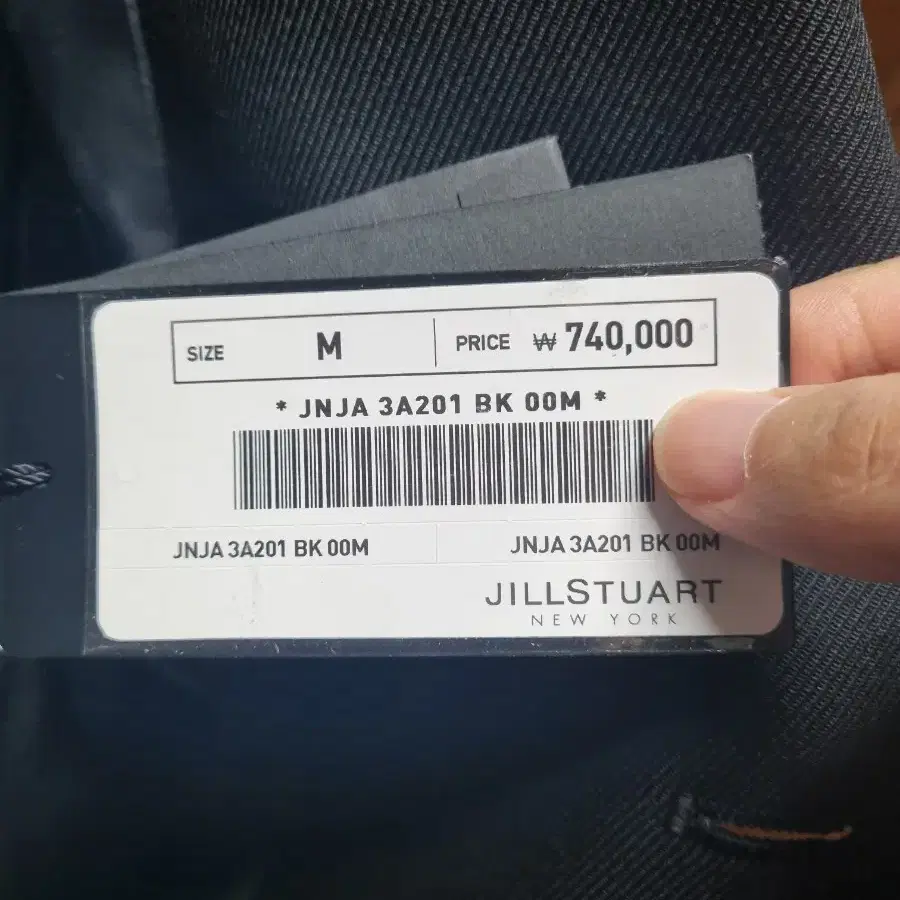 SIZE M PRICE ₩ 740,000
* JNJA 3A201 BK 00M *
JNJA 3A201 BK 00M JNJA 3A201 BK 00M
JILLSTUART
NEW YORK